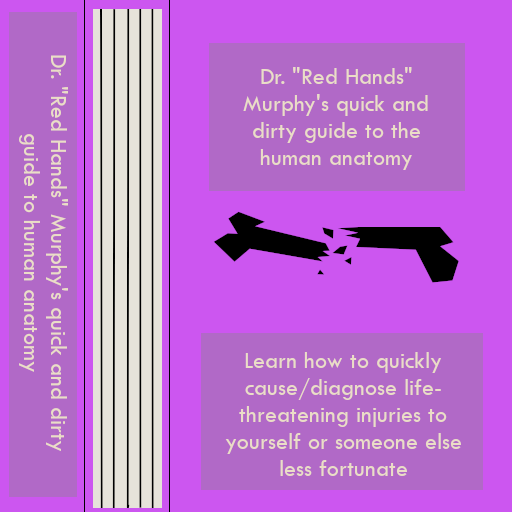 Dr. "Red Hands" Murphy's quick and dirty
guide to human anatomy
Dr. "Red Hands"
Murphy's quick and
dirty guide to the
human anatomy
Learn how to quickly
cause/diagnose life-
threatening injuries to
yourself or someone else
less fortunate